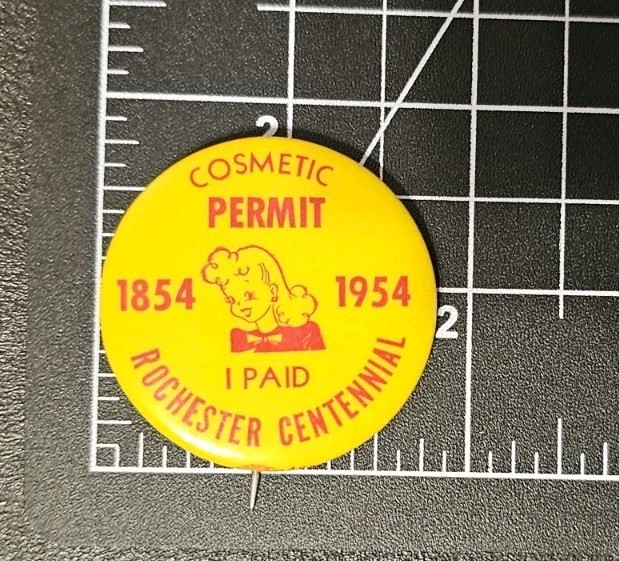 2
COSMETIC
PERMIT
1854 1954
I PAID
ROCHESTER CENTENNIAL
2